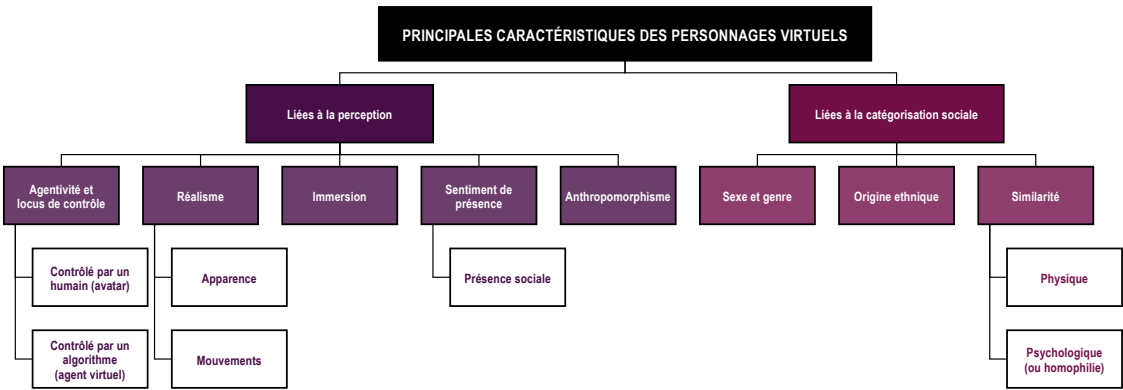 PRINCIPALES CARACTÉRISTIQUES DES PERSONNAGES VIRTUELS
Liées à la perception
Liées à la catégorisation sociale
Agentivité et
locus de contrôle
Réalisme
Immersion
Sentiment de
présence
Anthropomorphisme
Sexe et genre
Origine ethnique
Similarité
Contrôlé par un
humain (avatar)
Apparence
Présence sociale
Physique
Contrôlé par un
algorithme
(agent virtuel)
Mouvements
Psychologique
(ou homophilie)